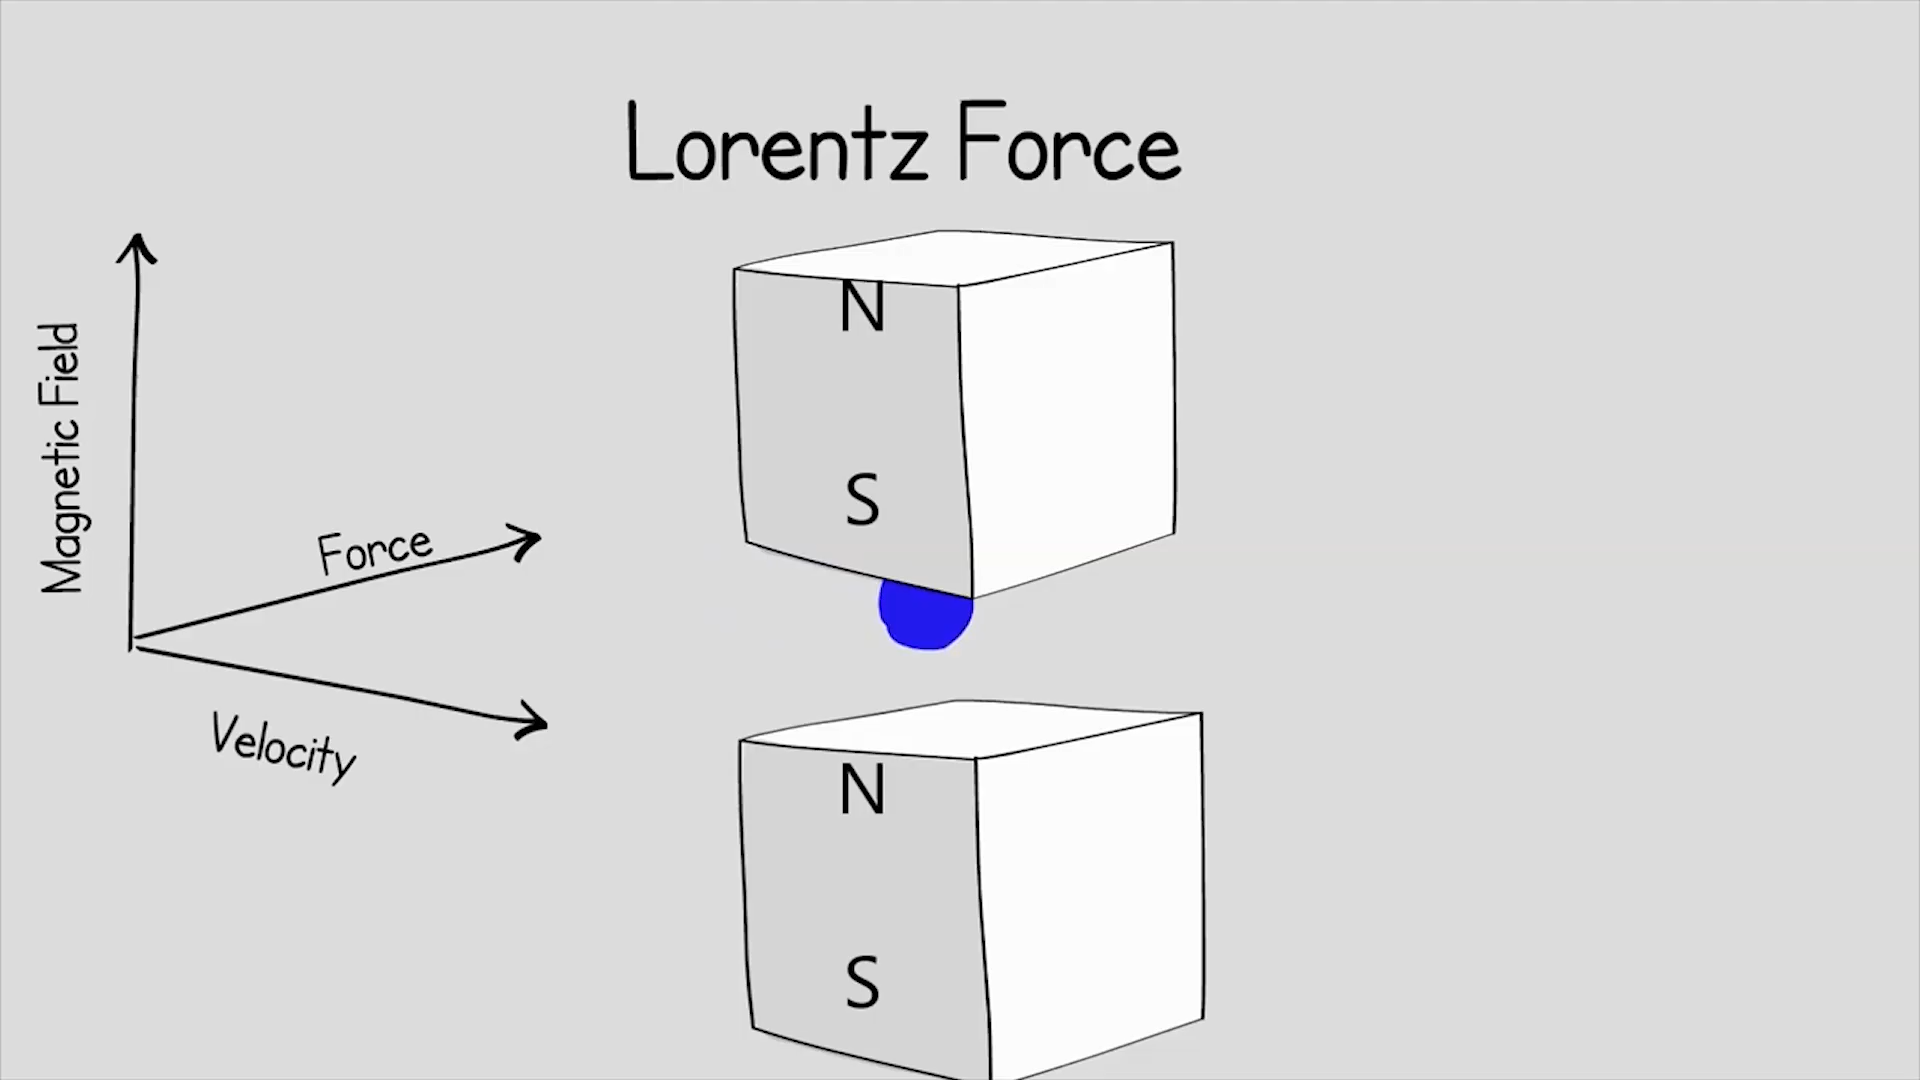 Lorentz Force
Magnetic Field
Force
Velocity
N
S
N
S